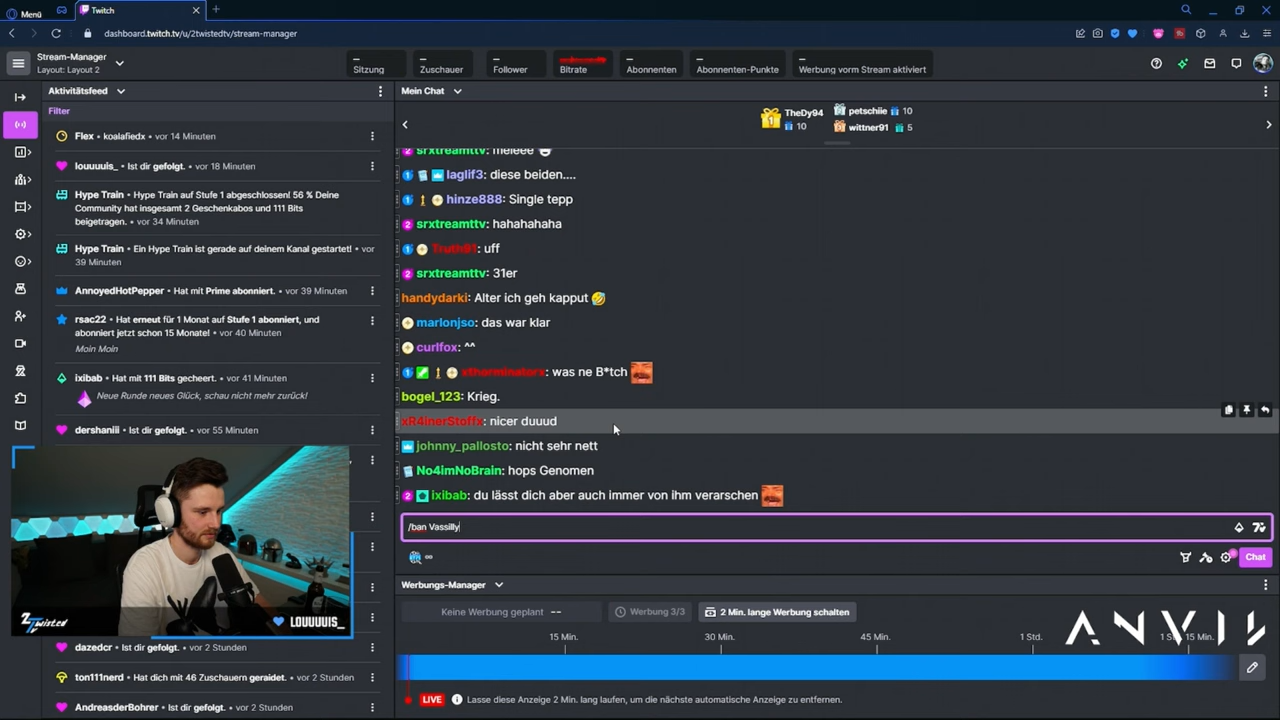 Menü
Twitch
dashboard.twitch.tv/u/2twistedtv/stream-manager
Stream-Manager
Layout: Layout 2
Sitzung
Zuschauer
Follower
Bitrate
Abonnenten
Abonnenten-Punkte
Werbung vorm Stream aktiviert
Aktivitätsfeed
Filter
Flex • koalafiedx • vor 14 Minuten
louuuuis_ • Ist dir gefolgt. • vor 18 Minuten
Hype Train • Hype Train auf Stufe 1 abgeschlossen! 56 % Deine
Community hat insgesamt 2 Geschenkabos und 111 Bits
beigetragen. • vor 34 Minuten
Hype Train • Ein Hype Train ist gerade auf deinem Kanal gestartet! • vor
39 Minuten
AnnoyedHotPepper • Hat mit Prime abonniert. • vor 39 Minuten
rsac22 • Hat erneut für 1 Monat auf Stufe 1 abonniert, und
abonniert jetzt schon 15 Monate! • vor 40 Minuten
Moin Moin
ixibab • Hat mit 111 Bits gecheert. • vor 41 Minuten
Neue Runde neues Glück, schau nicht mehr zurück!
dershaniii • Ist dir gefolgt. • vor 55 Minuten
2Twisted
TV
LOUUUUIS_
dazedcr • Ist dir gefolgt. • vor 2 Stunden
ton111nerd • Hat dich mit 46 Zuschauern geraidet. • vor 2 Stunden
AndreasderBohrer • Ist dir gefolgt. • vor 2 Stunden
Mein Chat
1
TheDy94
10
petschiie 10
wittner91 5
srxtreamttv: meleee
laglif3: diese beiden....
hinze888: Single tepp
srxtreamttv: hahahahaha
Truth91: uff
srxtreamttv: 31er
handydarki: Alter ich geh kapput 🤣
marlonjso: das war klar
curlfox: ^^
xthorminatorx: was ne B*tch
bogel_123: Krieg.
xR4inerStoffx: nicer duuud
johnny_pallosto: nicht sehr nett
No4imNoBrain: hops Genomen
ixibab: du lässt dich aber auch immer von ihm verarschen
/ban Vassilly
∞
Chat
Werbungs-Manager
Keine Werbung geplant --
Werbung 3/3
2 Min. lange Werbung schalten
15 Min.
30 Min.
45 Min.
1 Std.
15 Min.
ANVIL
LIVE
Lasse diese Anzeige 2 Min. lang laufen, um die nächste automatische Anzeige zu entfernen.